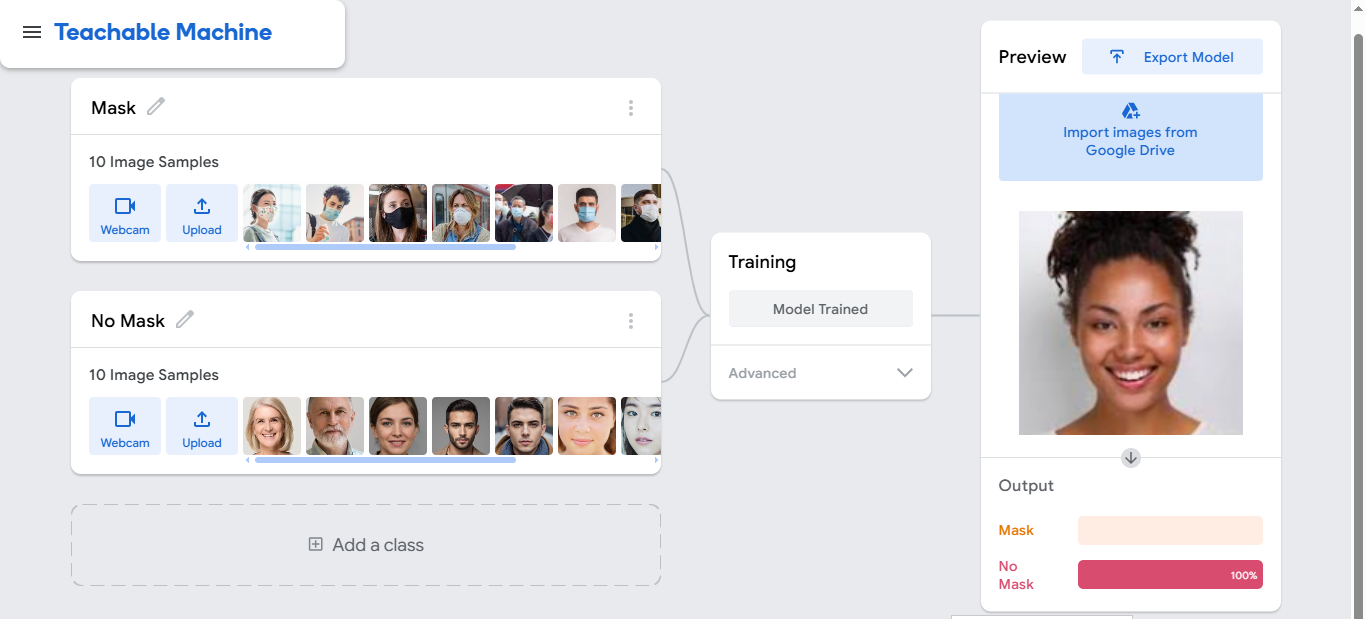 Teachable Machine
Mask
10 Image Samples
Webcam
Upload
No Mask
10 Image Samples
Webcam
Upload
Add a class
Training
Model Trained
Advanced
Preview
Export Model
Import images from
Google Drive
Output
Mask
No
Mask
100%